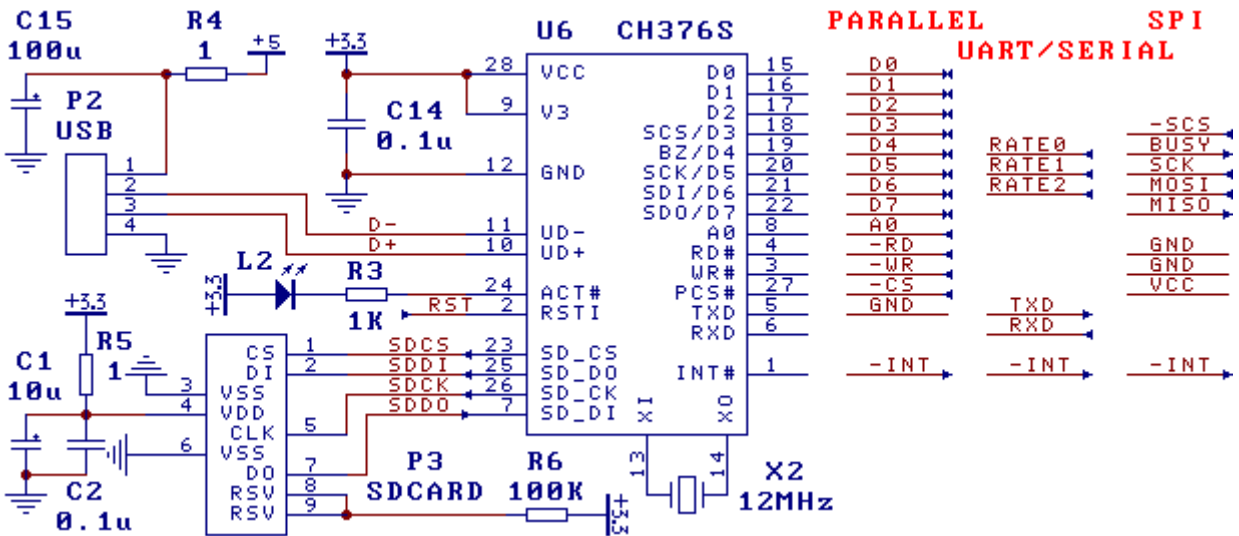 C15
100u
R4
1
+5
+3.3
U6 CH376S
PARALLEL
SPI
UART/SERIAL
P2
USB
C14
0.1u
1
2
3
4
D-
D+
28 VCC
9 V3
12 GND
11 UD-
10 UD+
24 ACT#
2 RSTI
23 SD_CS
25 SD_DO
26 SD_CK
7 SD_DI
D0 15 D0
D1 16 D1
D2 17 D2
SCS/D3 18 D3 -SCS
BZ/D4 19 D4 RATE0 BUSY
SCK/D5 20 D5 RATE1 SCK
SDI/D6 21 D6 RATE2 MOSI
SDO/D7 22 D7 MISO
A0 8 A0
RD# 4 -RD GND
WR# 3 -WR GND
PCS# 27 -CS VCC
TXD 5 GND TXD
RXD 6 RXD
INT# 1 -INT -INT -INT
XI
XO
13
14
X2
12MHz
L2
+3.3
R3
1K
RST
+3.3
R5
1
C1
10u
C2
0.1u
3 VSS
4 VDD
6 VSS
CS 1 SDCS
DI 2 SDDI
CLK 5 SDCK
DO 7 SDDO
RSV 8
RSV 9
P3
SDCARD
R6
100K
+3.3